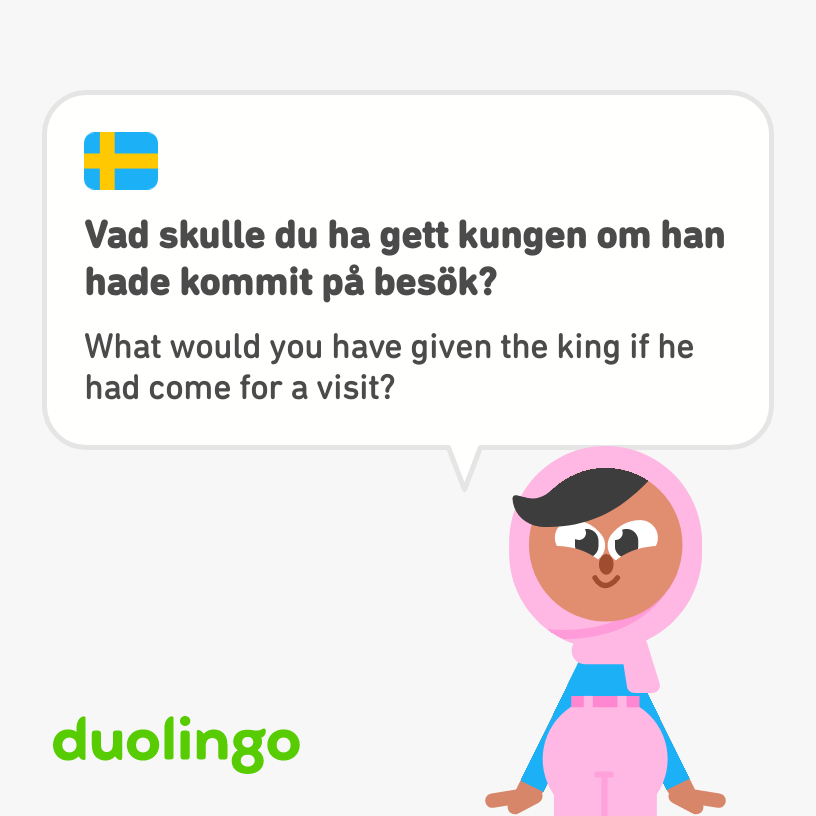 Vad skulle du ha gett kungen om han
hade kommit på besök?
What would you have given the king if he
had come for a visit?
duolingo